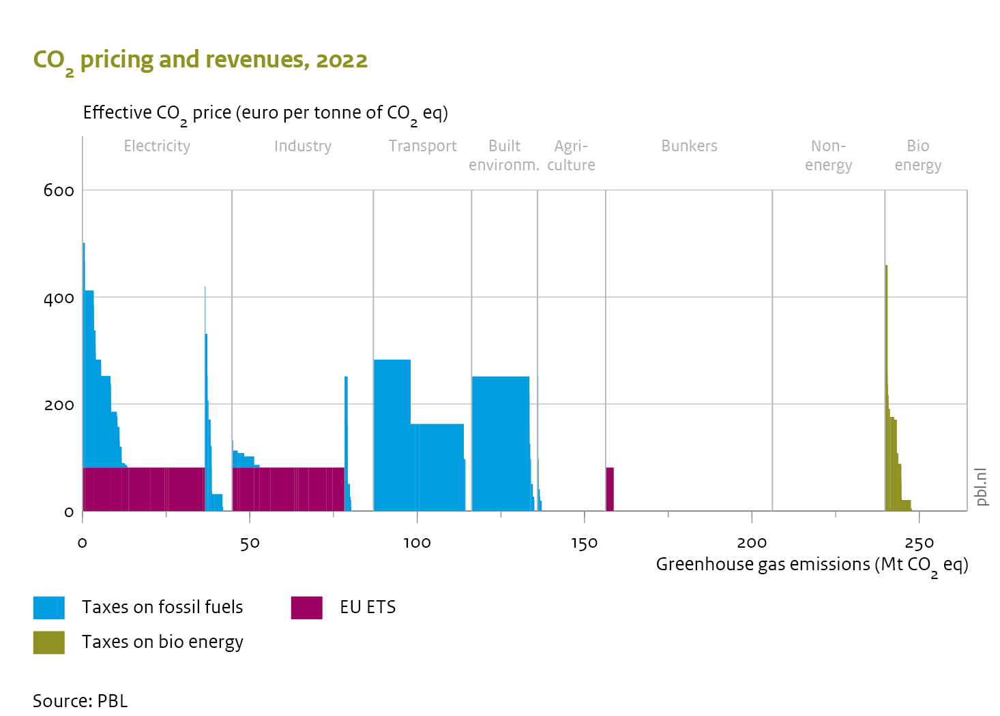 CO₂ pricing and revenues, 2022
Effective CO₂ price (euro per tonne of CO₂ eq)
Electricity Industry Transport Built environm. Agri-culture Bunkers Non-energy Bio energy
600
400
200
0
0 50 100 150 200 250
Greenhouse gas emissions (Mt CO₂ eq)
pbl.nl
Taxes on fossil fuels EU ETS
Taxes on bio energy
Source: PBL